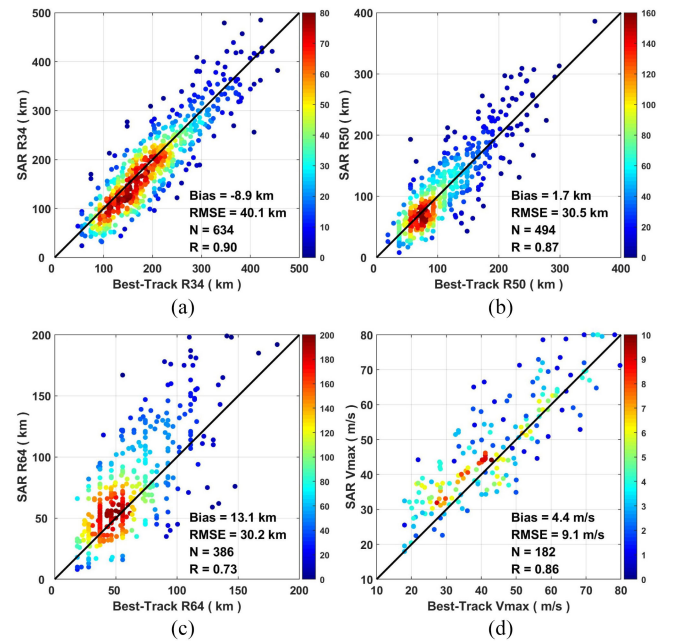 500
400
300
200
100
0
SAR R34 ( km )
Bias = -8.9 km
RMSE = 40.1 km
N = 634
R = 0.90
0 100 200 300 400 500
Best-Track R34 ( km )
80
70
60
50
40
30
20
10
0
(a)
400
300
200
100
0
SAR R50 ( km )
Bias = 1.7 km
RMSE = 30.5 km
N = 494
R = 0.87
0 100 200 300 400
Best-Track R50 ( km )
160
140
120
100
80
60
40
20
0
(b)
200
150
100
50
0
SAR R64 ( km )
Bias = 13.1 km
RMSE = 30.2 km
N = 386
R = 0.73
0 50 100 150 200
Best-Track R64 ( km )
200
180
160
140
120
100
80
60
40
20
0
(c)
80
70
60
50
40
30
20
10
SAR Vmax ( m/s )
Bias = 4.4 m/s
RMSE = 9.1 m/s
N = 182
R = 0.86
10 20 30 40 50 60 70 80
Best-Track Vmax ( m/s )
10
9
8
7
6
5
4
3
2
1
0
(d)